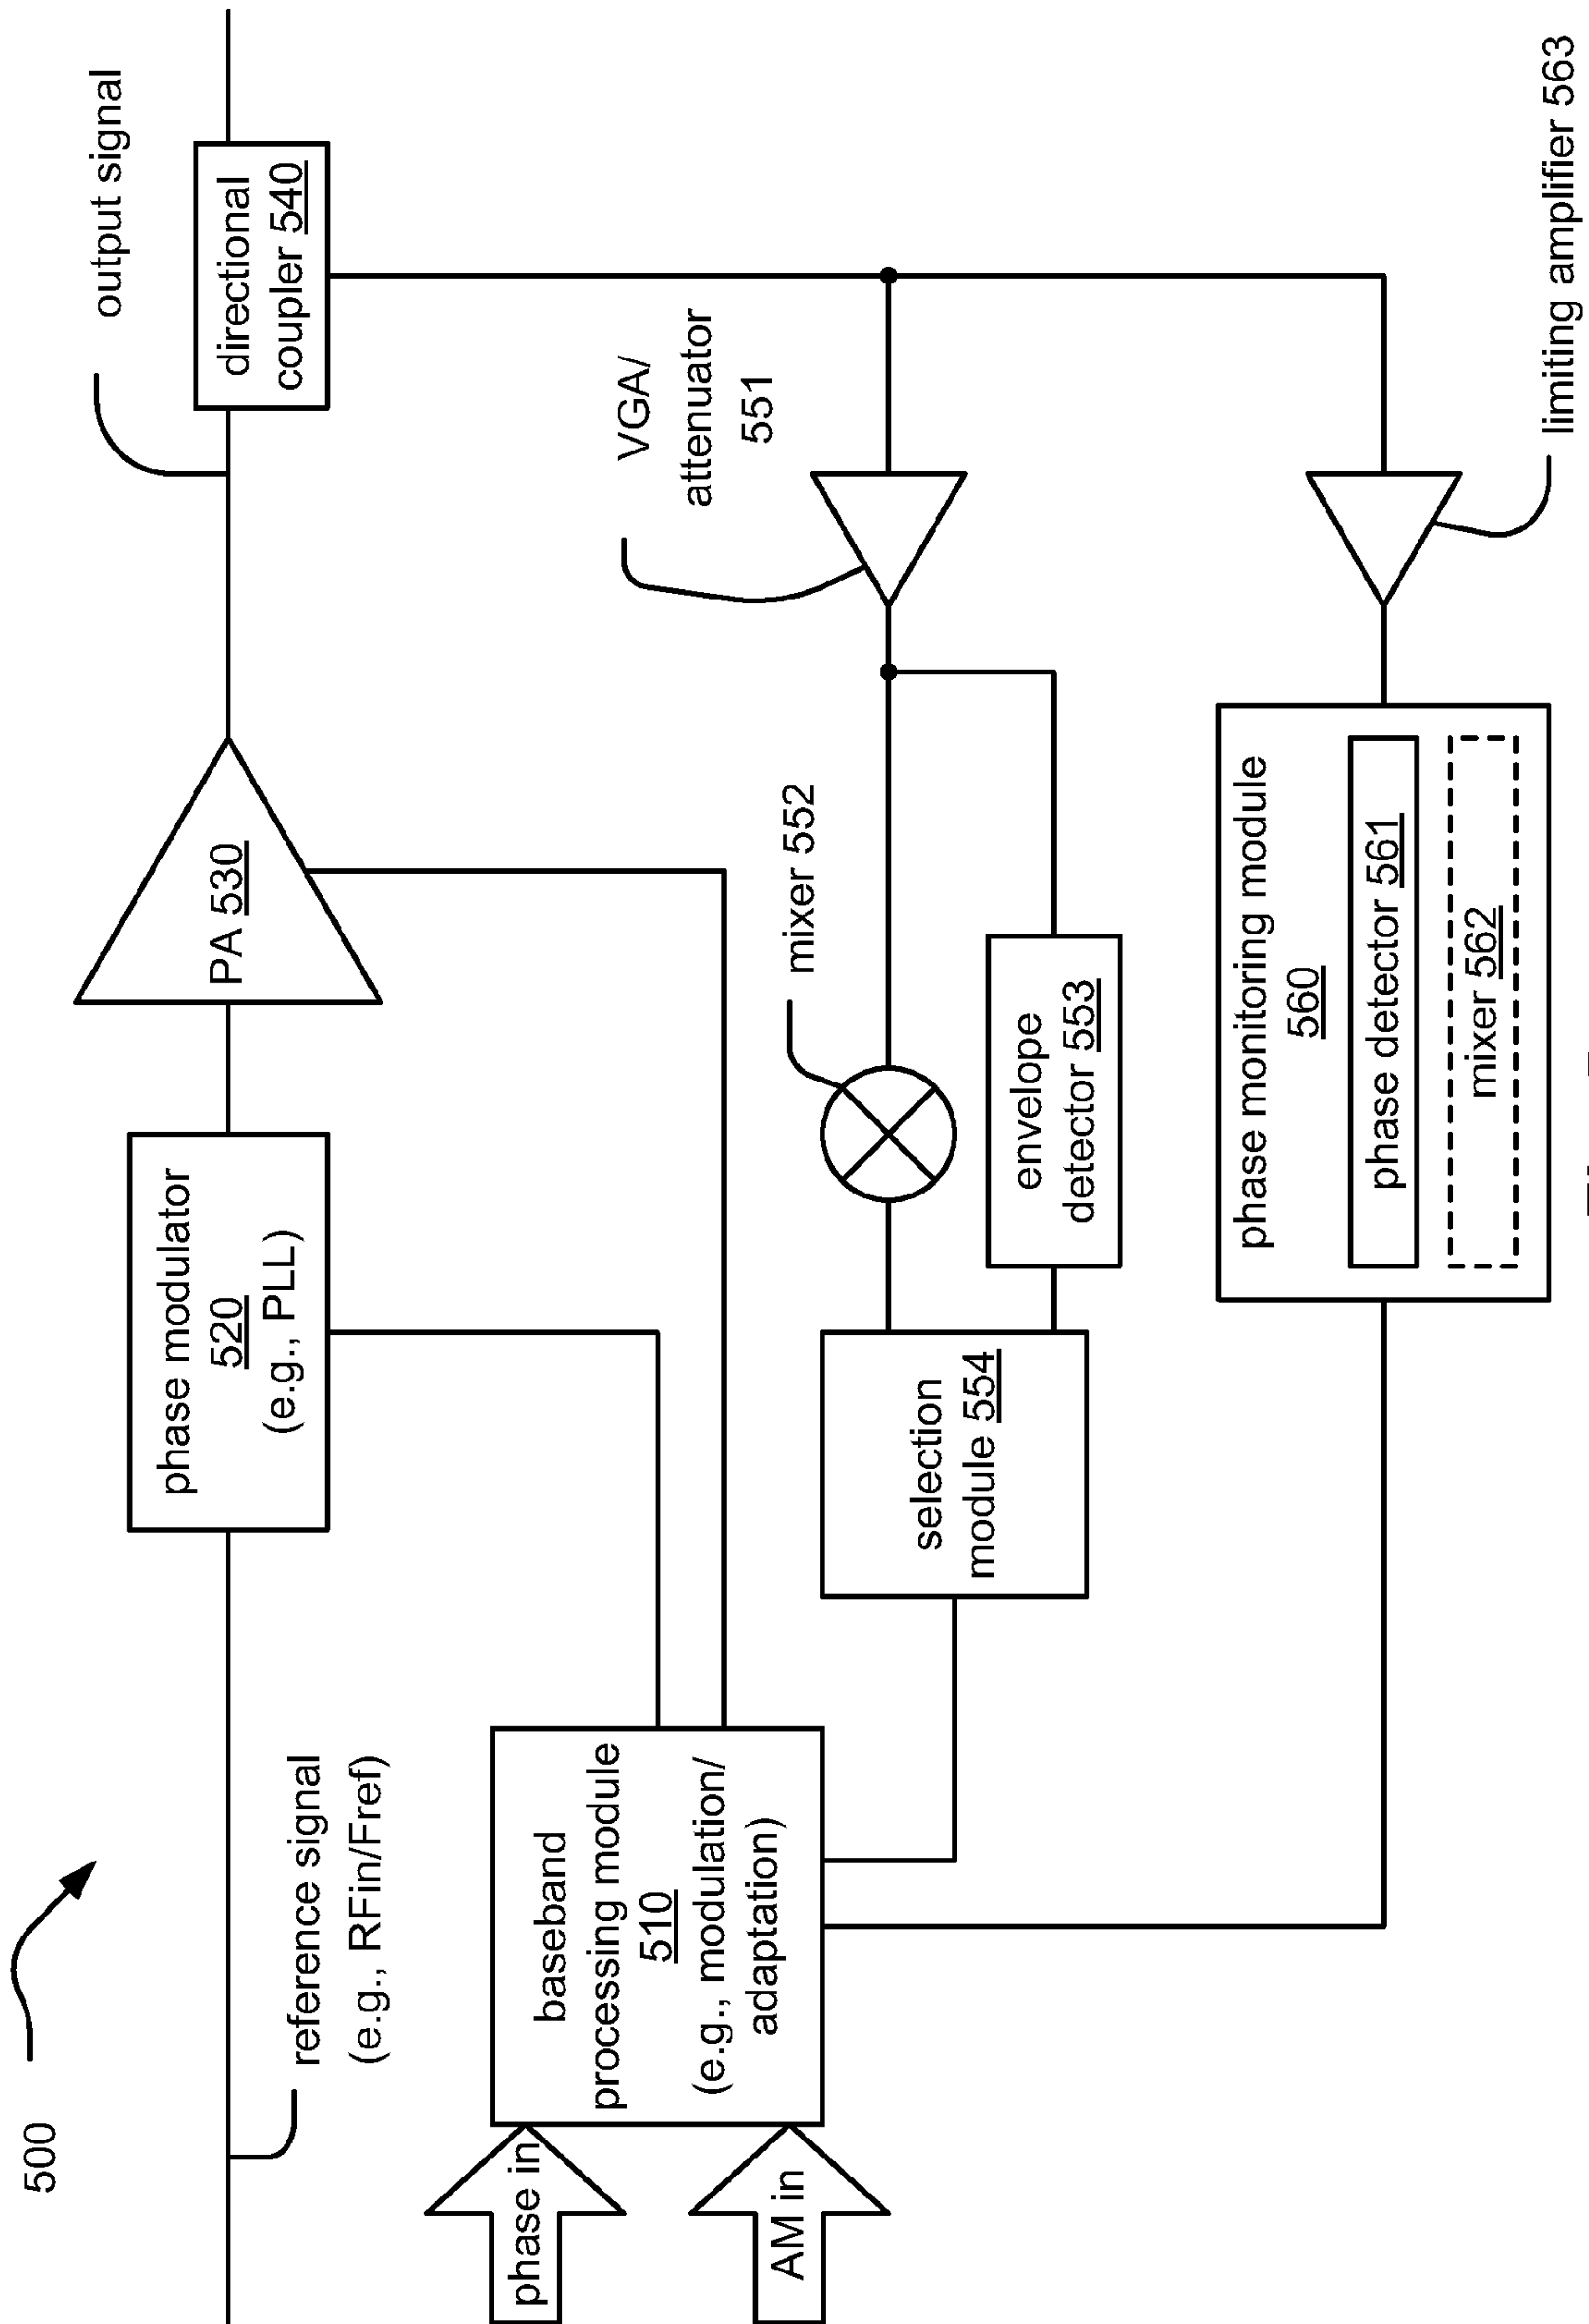 500
reference signal
(e.g., RFin/Fref)
phase modulator
520
(e.g., PLL)
PA 530
output signal
directional
coupler 540
phase in
AM in
baseband
processing module
510
(e.g., modulation/
adaptation)
selection
module 554
mixer 552
envelope
detector 553
VGA/
attenuator
551
phase monitoring module
560
phase detector 561
mixer 562
limiting amplifier 563